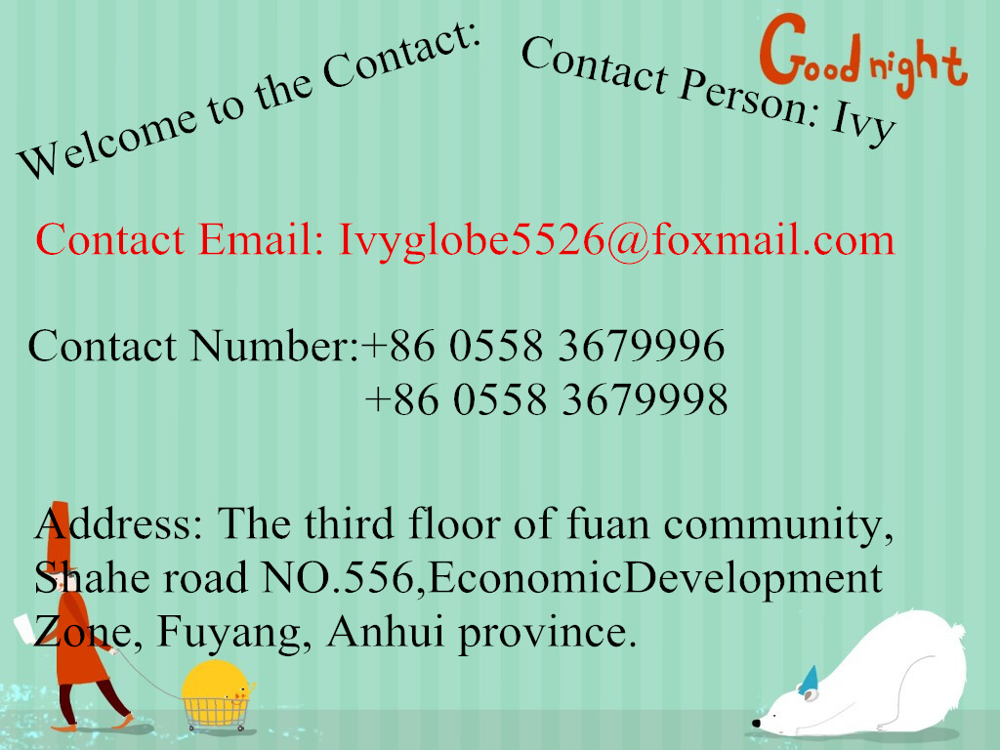 Welcome to the Contact:
Contact Person: Ivy
Good night
Contact Email: Ivyglobe5526@foxmail.com
Contact Number:+86 0558 3679996
+86 0558 3679998
Address: The third floor of fuan community,
Shahe road NO.556,EconomicDevelopment
Zone, Fuyang, Anhui province.